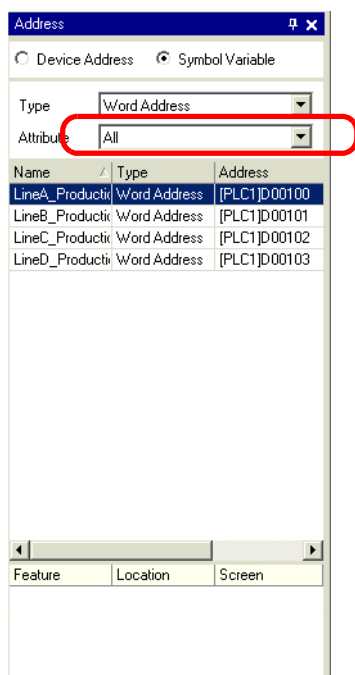 Address
Device Address Symbol Variable
Type Word Address
Attribute All
Name Type Address
LineA_Productio Word Address [PLC1]D00100
LineB_Productio Word Address [PLC1]D00101
LineC_Productio Word Address [PLC1]D00102
LineD_Productio Word Address [PLC1]D00103
Feature Location Screen